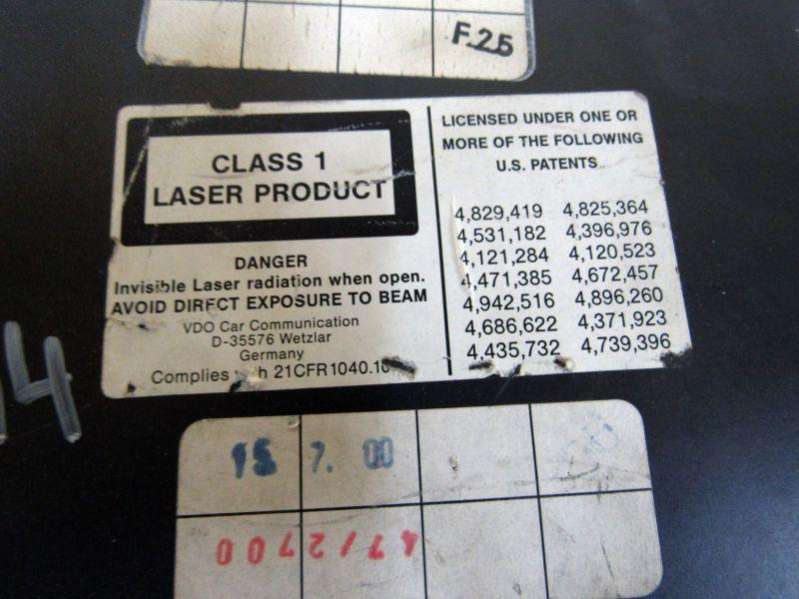 F.25
CLASS 1
LASER PRODUCT
DANGER
Invisible Laser radiation when open.
AVOID DIRECT EXPOSURE TO BEAM
VDO Car Communication
D-35576 Wetzlar
Germany
Complies 21CFR1040.10
LICENSED UNDER ONE OR
MORE OF THE FOLLOWING
U.S. PATENTS
4,829,419 4,825,364
4,531,182 4,396,976
4,121,284 4,120,523
4,471,385 4,672,457
4,942,516 4,896,260
4,686,622 4,371,923
4,435,732 4,739,396
14
15 7. 00